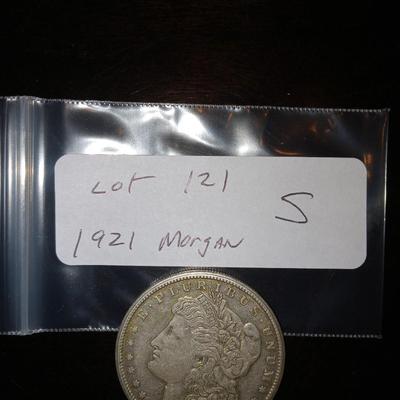 Lot 121
S
1921 Morgan
E·PLURIBUS·UNUM